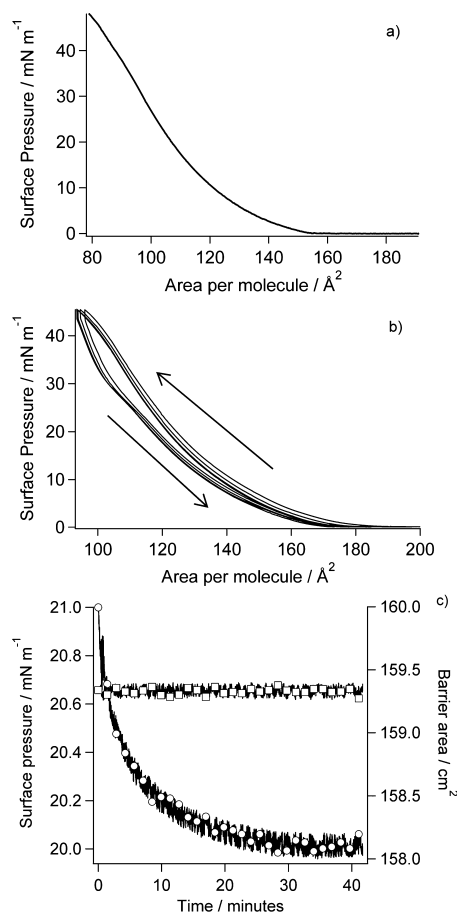 a)
Surface Pressure / mN m⁻¹
40
30
20
10
0
80 100 120 140 160 180
Area per molecule / Å²
b)
Surface Pressure / mN m⁻¹
40
30
20
10
0
100 120 140 160 180 200
Area per molecule / Å²
c)
Surface pressure / mN m⁻¹
21.0
20.8
20.6
20.4
20.2
20.0
160.0
159.5
159.0
158.5
158.0
Barrier area / cm²
0 10 20 30 40
Time / minutes